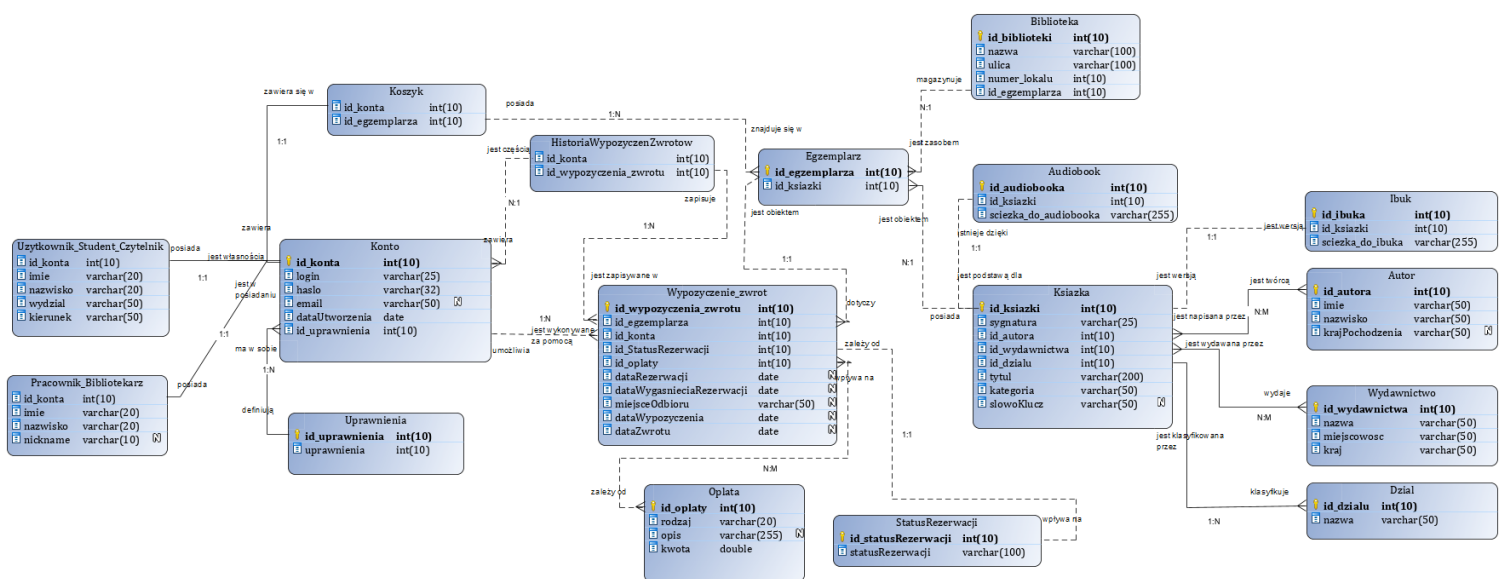 Biblioteka
id_biblioteki int(10)
nazwa varchar(100)
ulica varchar(100)
numer_lokalu int(10)
id_egzemplarza int(10)
magazynuje
N:1
jest zasobem
Koszyk
id_konta int(10)
id_egzemplarza int(10)
zawiera się w
1:1
zawiera
posiada
1:N
znajduje się w
HistoriaWypozyczenZwrotow
id_konta int(10)
id_wypozyczenia_zwrotu int(10)
jest częścią
N:1
zawiera
zapisuje
1:N
jest zapisywane w
Egzemplarz
id_egzemplarza int(10)
id_ksiazki int(10)
jest obiektem
1:1
dotyczy
jest obiektem
N:1
posiada
Audiobook
id_audiobooka int(10)
id_ksiazki int(10)
sciezka_do_audiobooka varchar(255)
istnieje dzięki
1:1
jest podstawą dla
Ibuk
id_ibuka int(10)
id_ksiazki int(10)
sciezka_do_ibuka varchar(255)
jest wersją
1:1
jest wersją
Uzytkownik_Student_Czytelnik
id_konta int(10)
imie varchar(20)
nazwisko varchar(20)
wydzial varchar(50)
kierunek varchar(50)
posiada
1:1
jest własnością
Konto
id_konta int(10)
login varchar(25)
haslo varchar(32)
email varchar(50) N
dataUtworzenia date
id_uprawnienia int(10)
jest w
posiadaniu
1:1
posiada
ma w sobie
1:N
definiują
umożliwia
1:N
jest wykonywane
za pomocą
Wypozyczenie_zwrot
id_wypozyczenia_zwrotu int(10)
id_egzemplarza int(10)
id_konta int(10)
id_StatusRezerwacji int(10)
id_oplaty int(10)
dataRezerwacji date N
dataWygasnieciaRezerwacji date N
miejsceOdbioru varchar(50) N
dataWypozyczenia date N
dataZwrotu date N
zależy od
1:1
wpływa na
wpływa na
N:M
zależy od
Ksiazka
id_ksiazki int(10)
sygnatura varchar(25)
id_autora int(10)
id_wydawnictwa int(10)
id_dzialu int(10)
tytul varchar(200)
kategoria varchar(50)
slowoKlucz varchar(50) N
jest napisana przez
N:M
jest twórcą
Autor
id_autora int(10)
imie varchar(50)
nazwisko varchar(50)
krajPochodzenia varchar(50) N
jest wydawana przez
wydaje
N:M
Wydawnictwo
id_wydawnictwa int(10)
nazwa varchar(50)
miejscowosc varchar(50)
kraj varchar(50)
jest klasyfikowana
przez
klasyfikuje
1:N
Dzial
id_dzialu int(10)
nazwa varchar(50)
Pracownik_Bibliotekarz
id_konta int(10)
imie varchar(20)
nazwisko varchar(20)
nickname varchar(10) N
Uprawnienia
id_uprawnienia int(10)
uprawnienia int(10)
Oplata
id_oplaty int(10)
rodzaj varchar(20)
opis varchar(255) N
kwota double
StatusRezerwacji
id_statusRezerwacji int(10)
statusRezerwacji varchar(100)